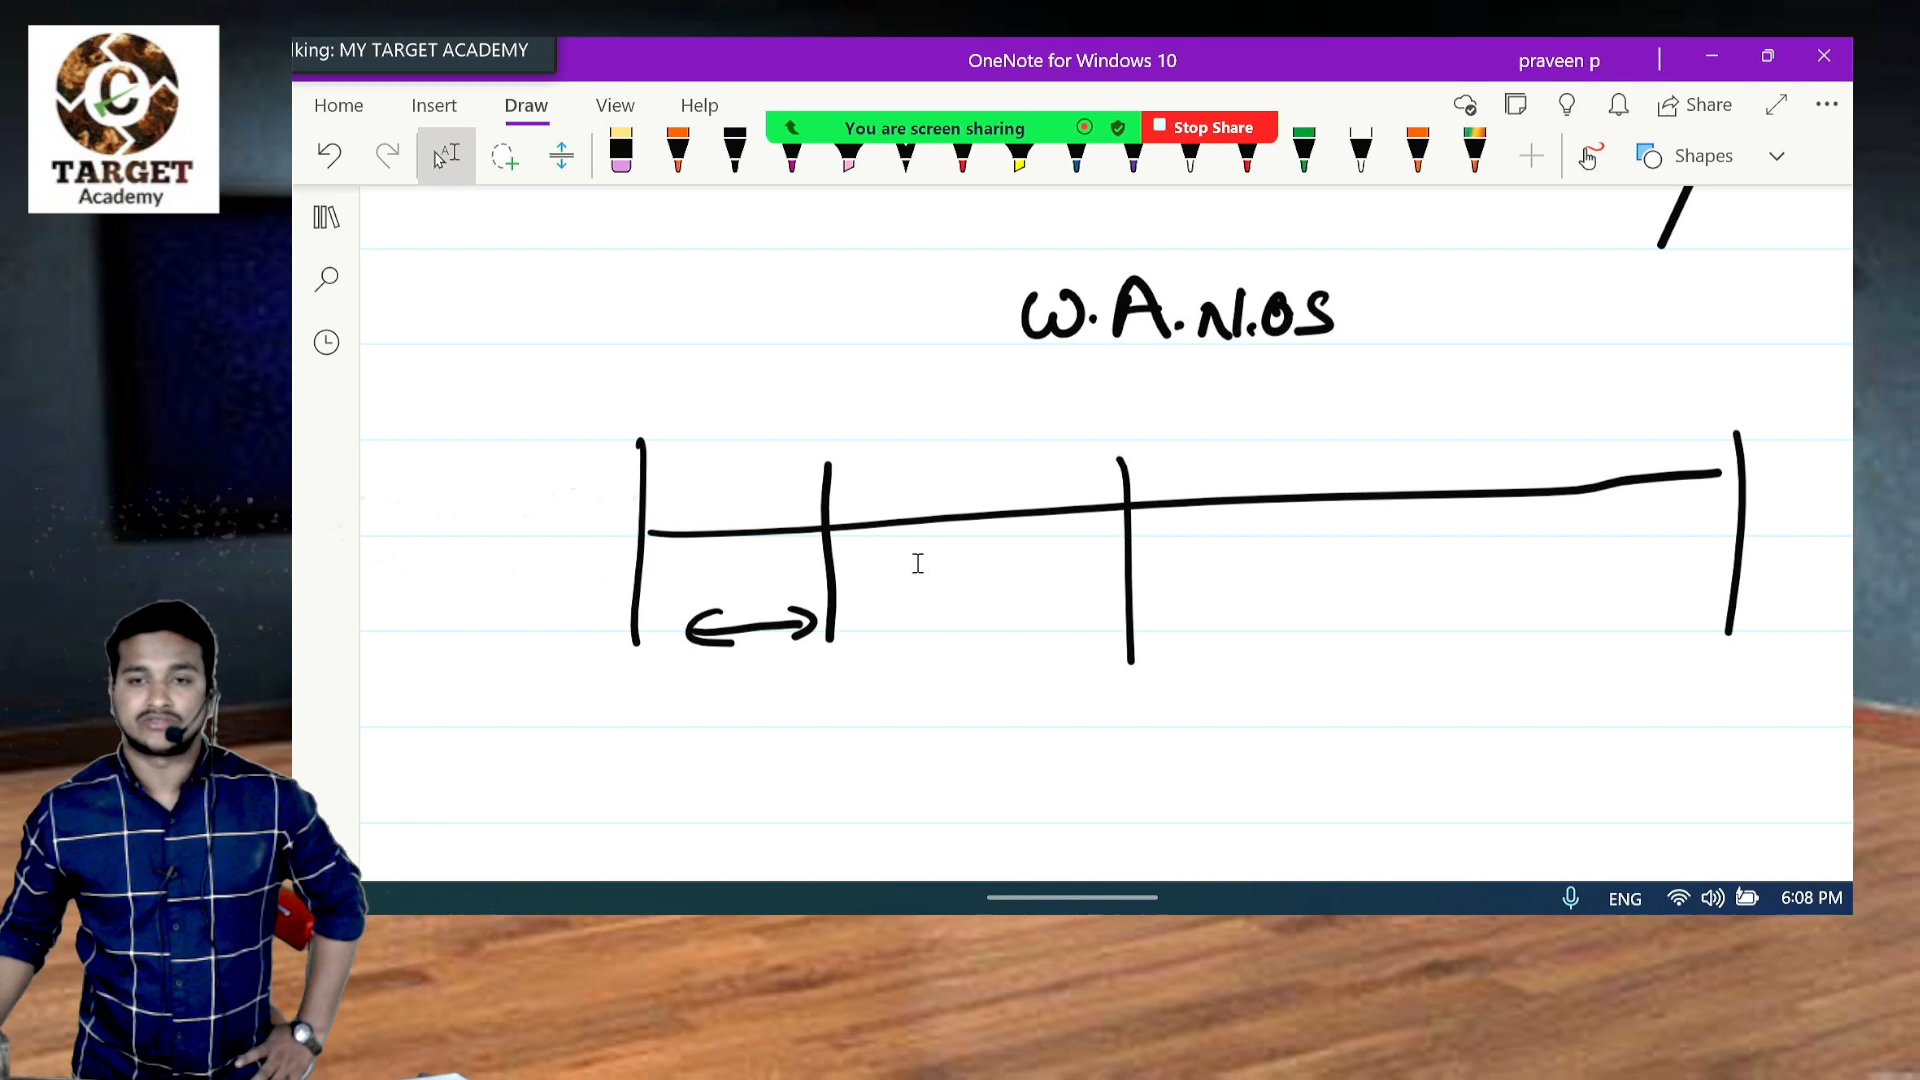 TARGET
Academy
lking: MY TARGET ACADEMY
OneNote for Windows 10
praveen p
Home Insert Draw View Help
You are screen sharing
Stop Share
Share
Shapes
W.A.N.OS
ENG
6:08 PM